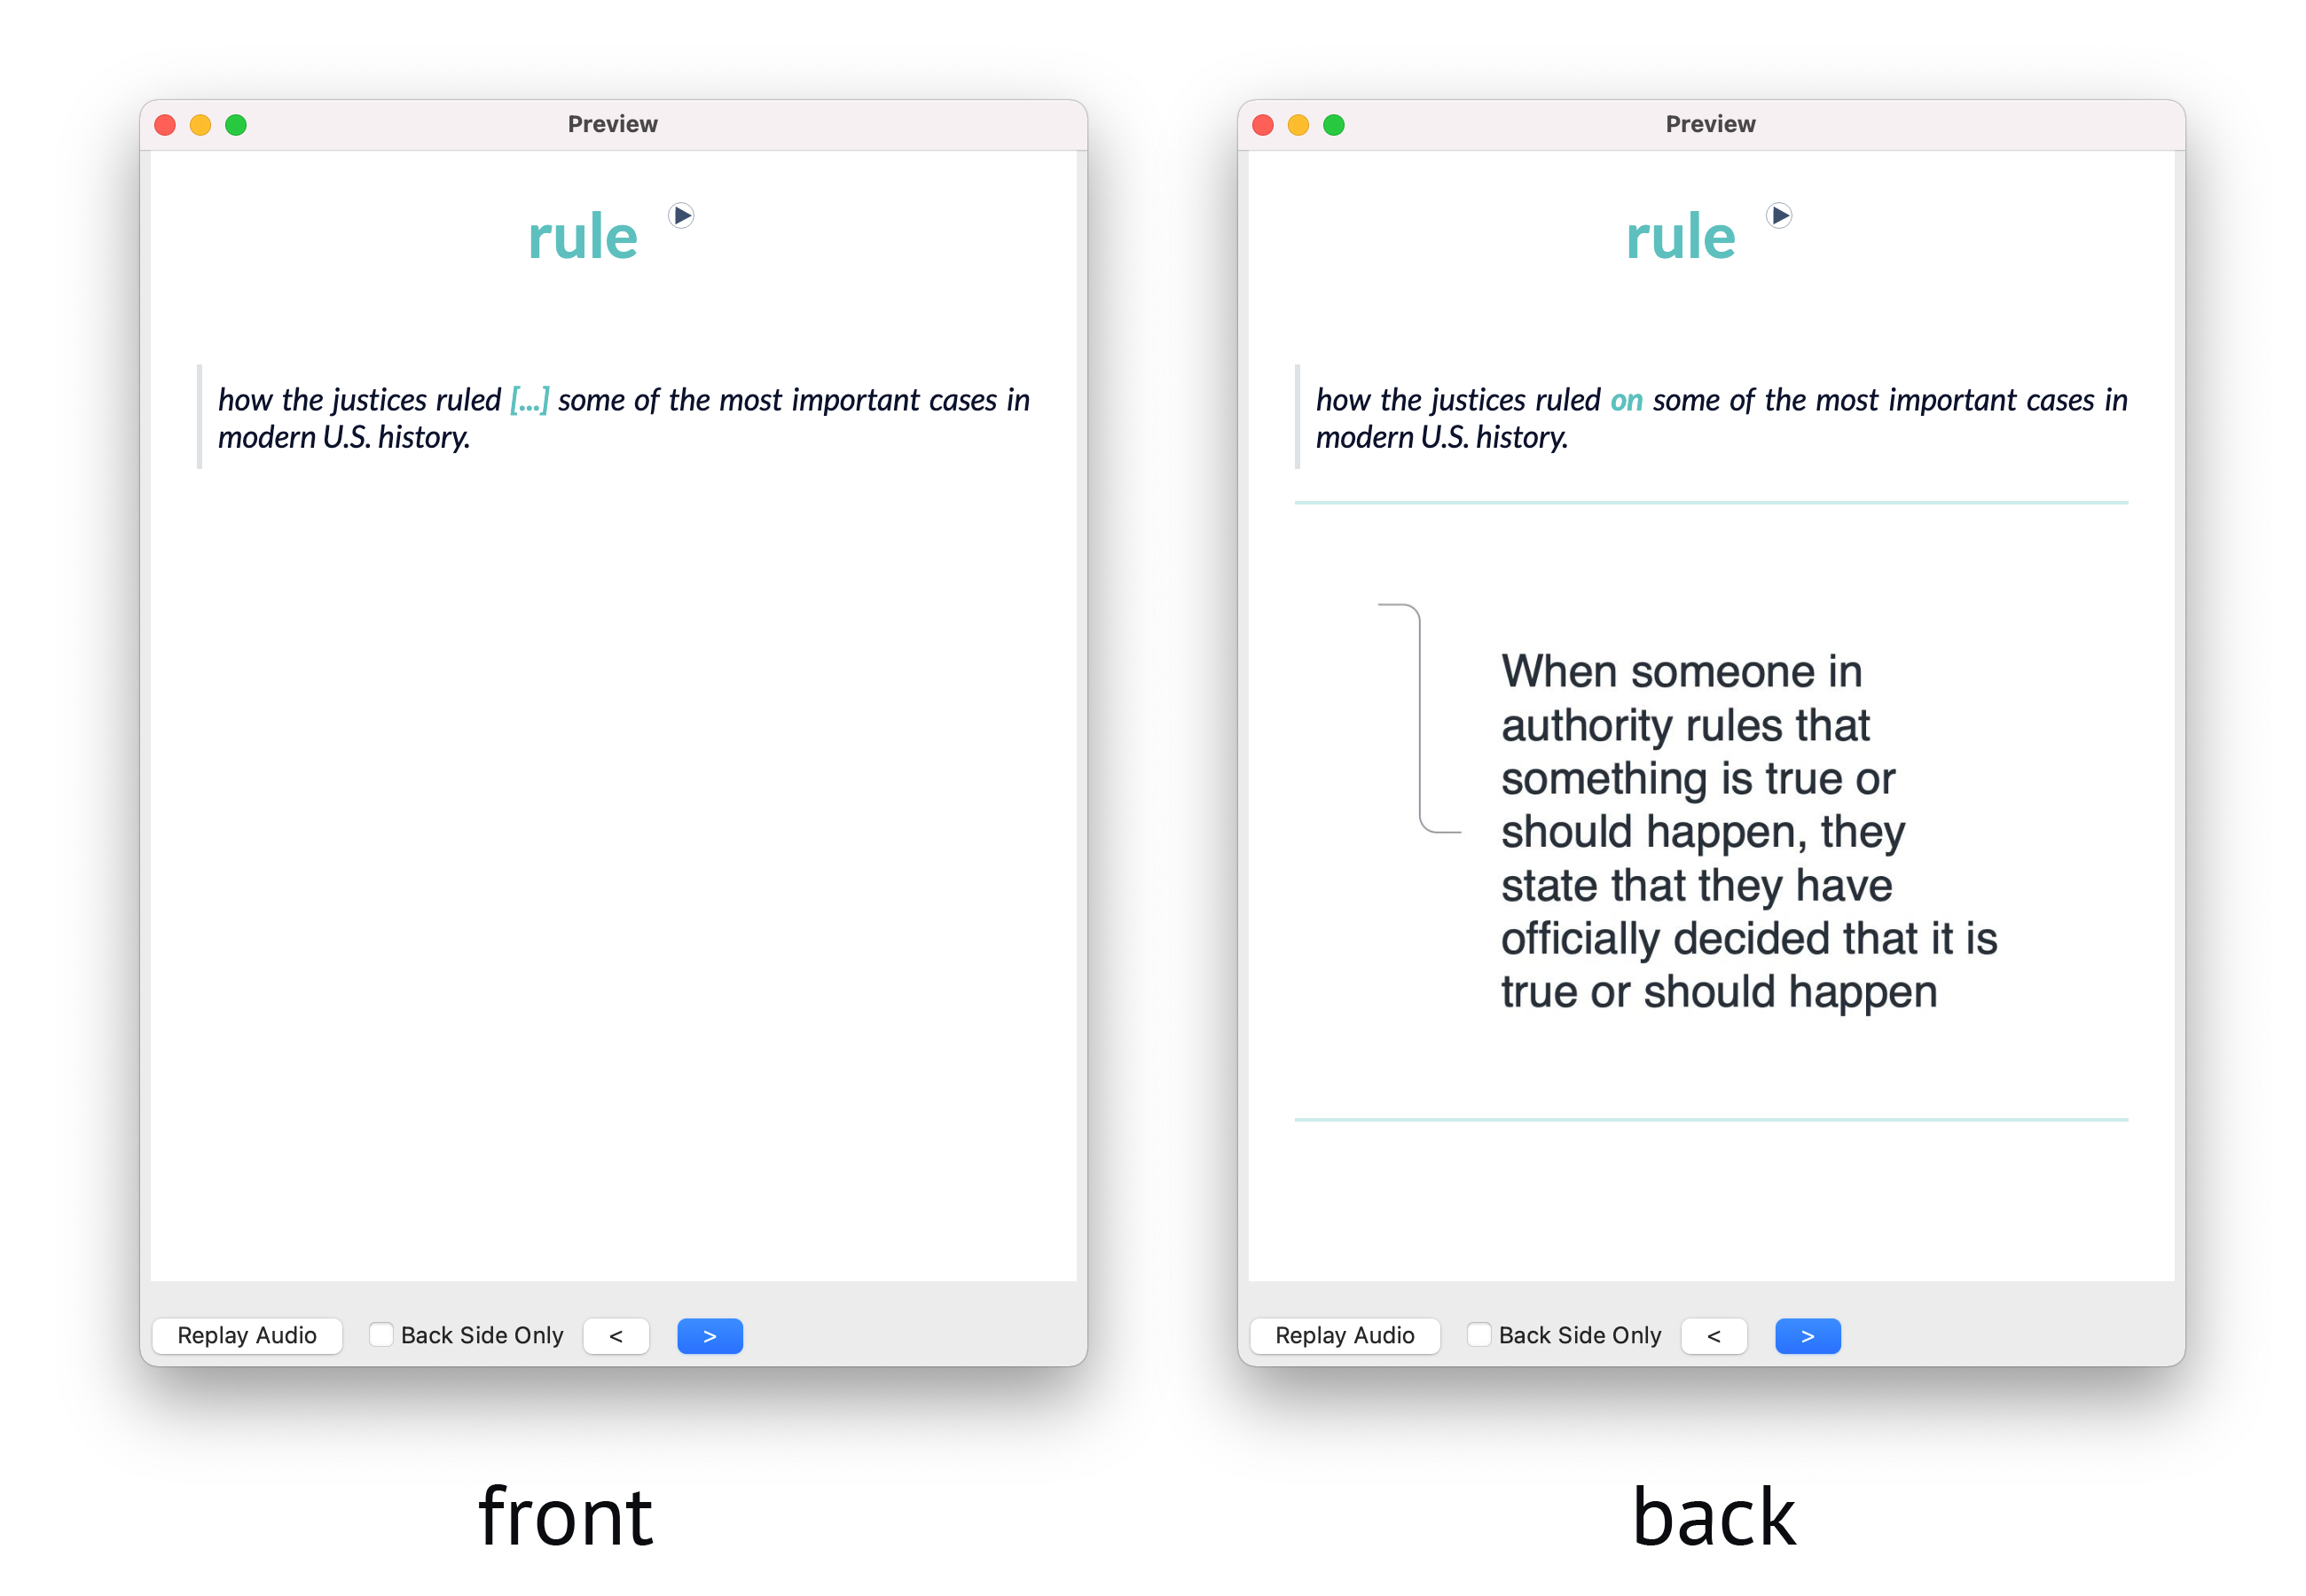 Preview
rule
how the justices ruled [...] some of the most important cases in
modern U.S. history.
Replay Audio
Back Side Only
<
>
front
Preview
rule
how the justices ruled on some of the most important cases in
modern U.S. history.
When someone in
authority rules that
something is true or
should happen, they
state that they have
officially decided that it is
true or should happen
Replay Audio
Back Side Only
<
>
back